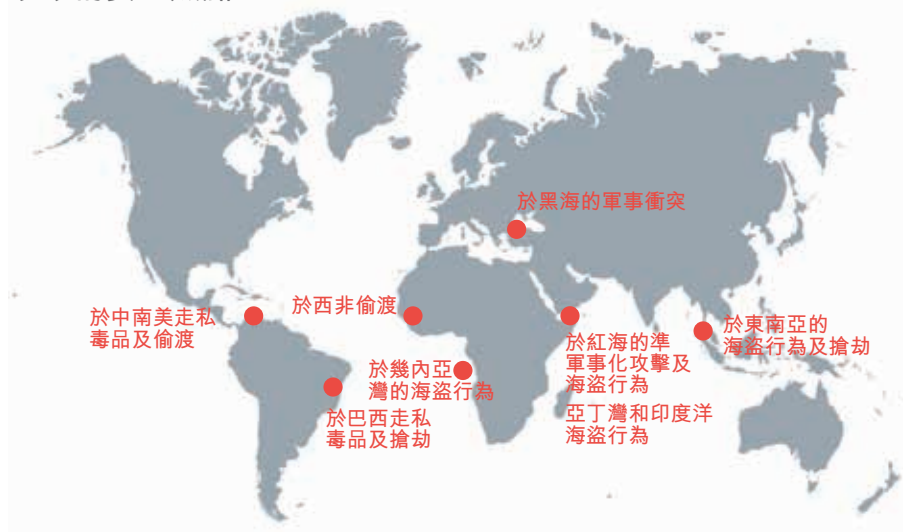 於黑海的軍事衝突
於中南美走私
毒品及偷渡
於西非偷渡
於幾內亞
灣的海盜行為
於巴西走私
毒品及搶劫
於紅海的準
軍事化攻擊及
海盜行為
亞丁灣和印度洋
海盜行為
於東南亞的
海盜行為及搶劫